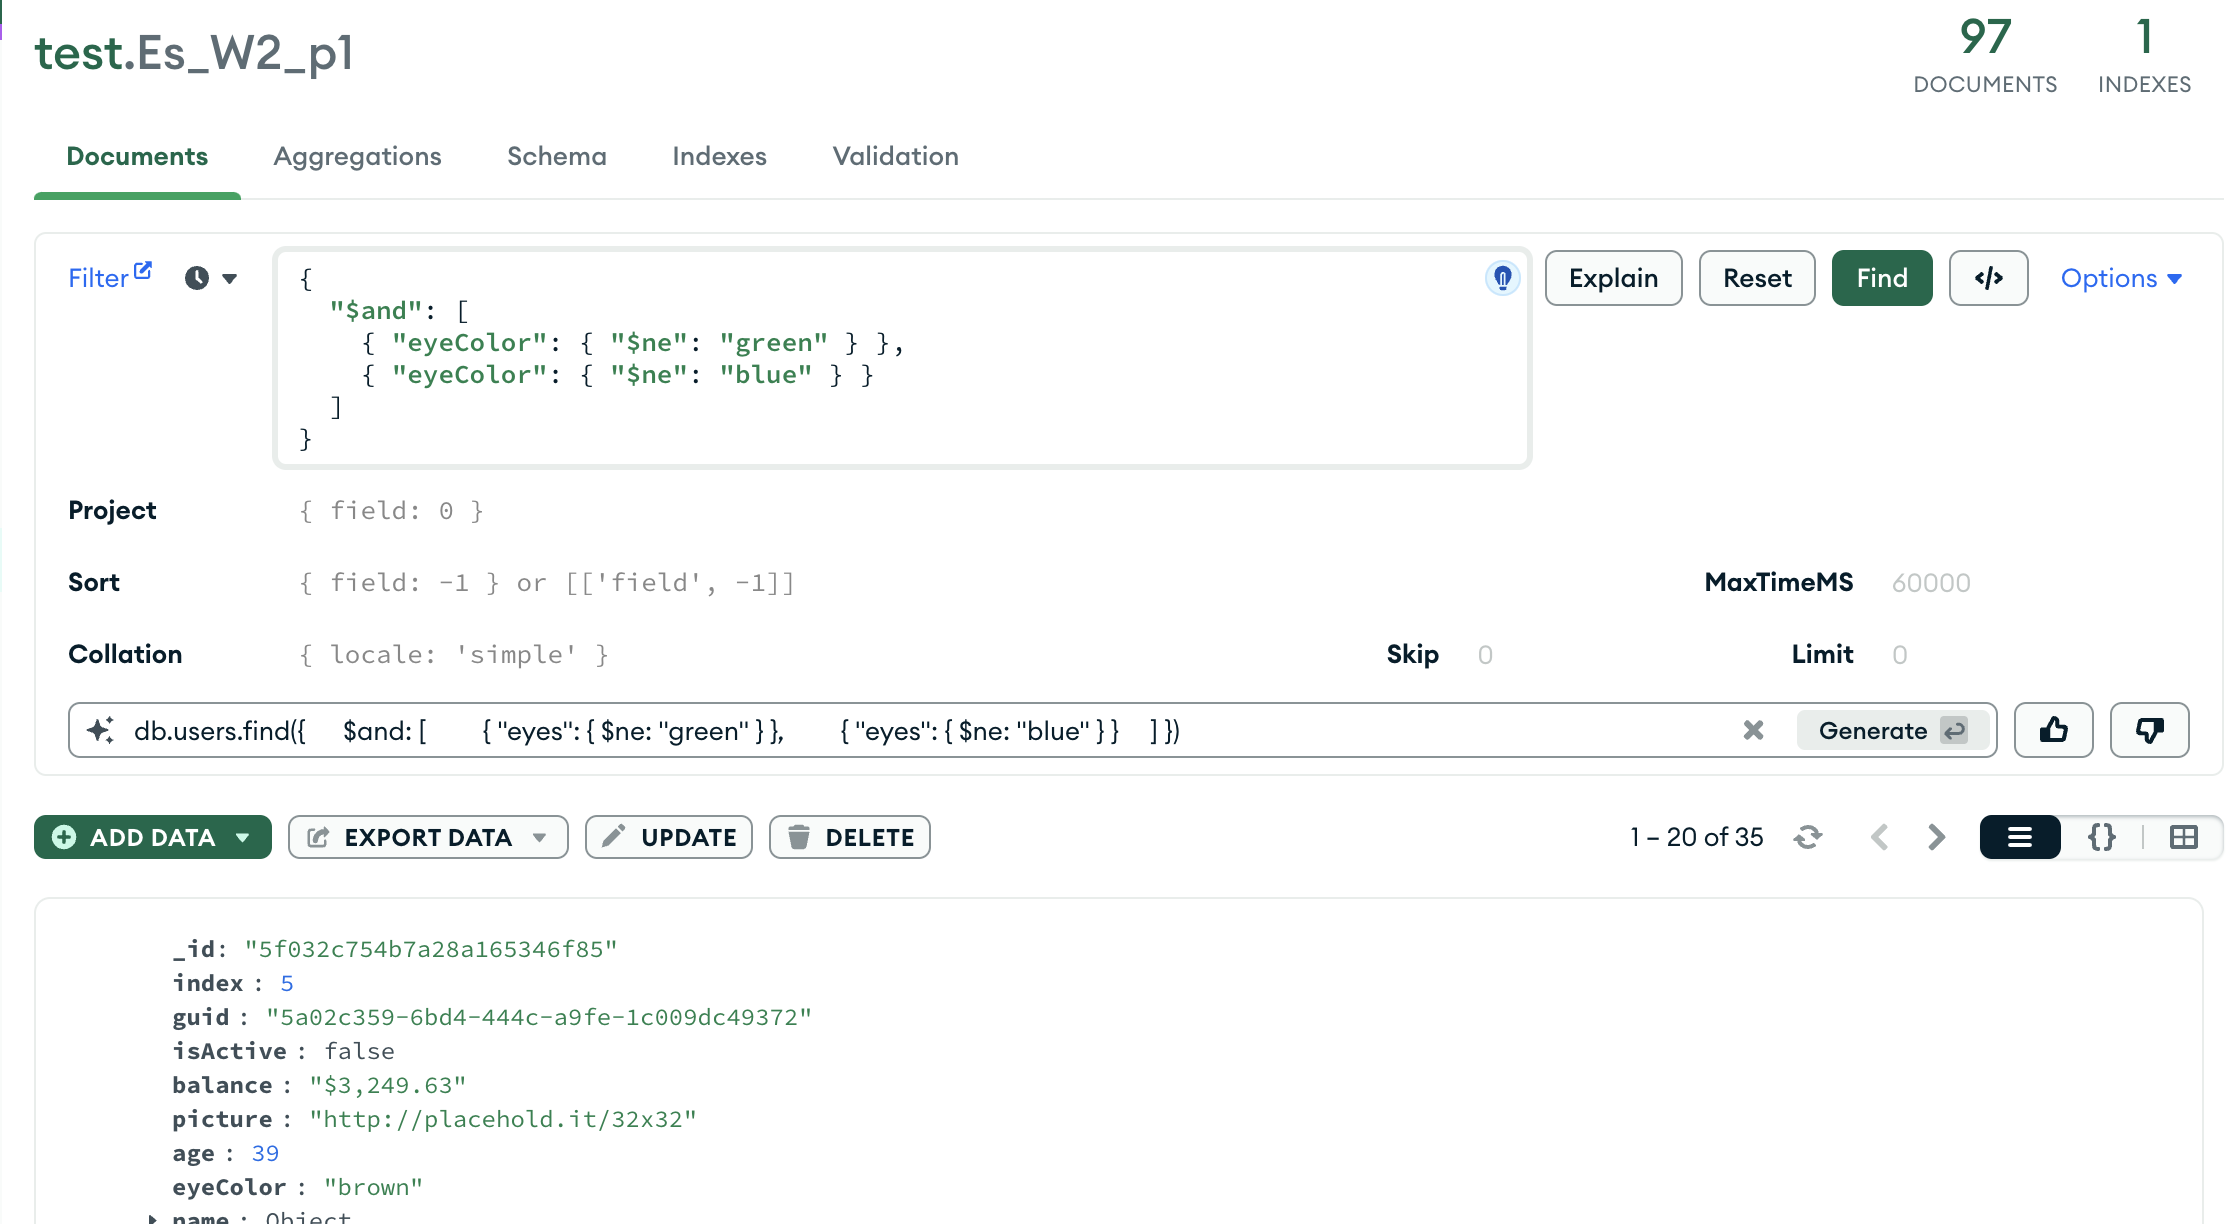 test.Es_W2_p1
97
DOCUMENTS
1
INDEXES
Documents
Aggregations
Schema
Indexes
Validation
Filter
{
"$and": [
{ "eyeColor": { "$ne": "green" } },
{ "eyeColor": { "$ne": "blue" } }
]
}
Explain
Reset
Find
</>
Options
Project
{ field: 0 }
Sort
{ field: -1 } or [['field', -1]]
MaxTimeMS
60000
Collation
{ locale: 'simple' }
Skip
0
Limit
0
db.users.find({ $and: [ { "eyes": { $ne: "green" } }, { "eyes": { $ne: "blue" } } ] })
Generate
ADD DATA
EXPORT DATA
UPDATE
DELETE
1 – 20 of 35
{}
_id: "5f032c754b7a28a165346f85"
index : 5
guid : "5a02c359-6bd4-444c-a9fe-1c009dc49372"
isActive : false
balance : "$3,249.63"
picture : "http://placehold.it/32x32"
age : 39
eyeColor : "brown"
name : Object